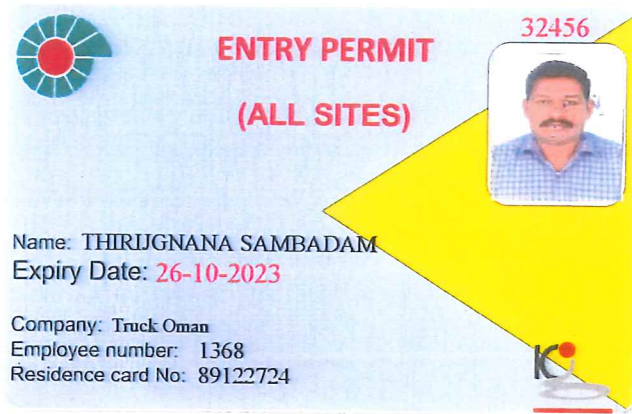 32456
ENTRY PERMIT
(ALL SITES)
Name: THIRIJGNANA SAMBADAM
Expiry Date: 26-10-2023
Company: Truck Oman
Employee number: 1368
Residence card No: 89122724